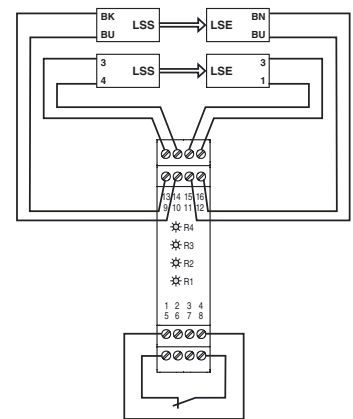 BK LSS LSE BN
BU BU
3 LSS LSE 3
4 1
13 14 15 16
9 10 11 12
R4
R3
R2
R1
1 2 3 4
5 6 7 8